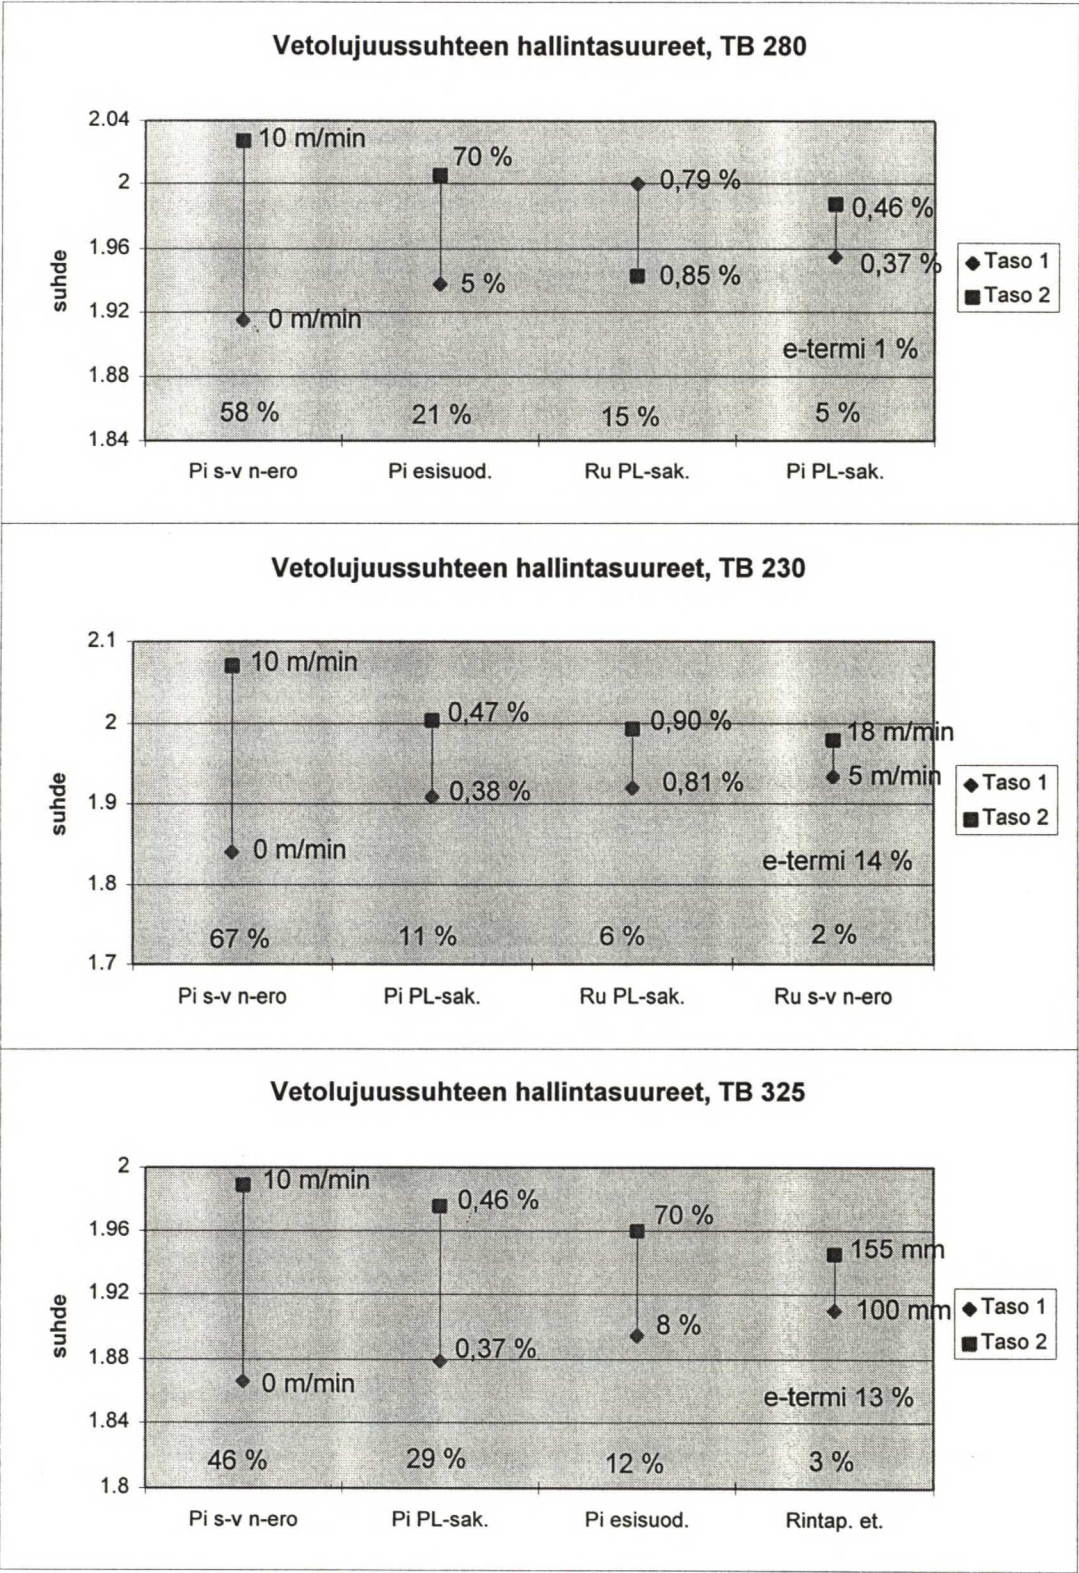 Vetolujuussuhteen hallintasuureet, TB 280
suhde
2.04
2
1.96
1.92
1.88
1.84
10 m/min
0 m/min
70 %
5 %
0,79 %
0,85 %
0,46 %
0,37 %
e-termi 1 %
58 %
21 %
15 %
5 %
Pi s-v n-ero
Pi esisuod.
Ru PL-sak.
Pi PL-sak.
Taso 1
Taso 2
Vetolujuussuhteen hallintasuureet, TB 230
suhde
2.1
2
1.9
1.8
1.7
10 m/min
0 m/min
0,47 %
0,38 %
0,90 %
0,81 %
18 m/min
5 m/min
e-termi 14 %
67 %
11 %
6 %
2 %
Pi s-v n-ero
Pi PL-sak.
Ru PL-sak.
Ru s-v n-ero
Taso 1
Taso 2
Vetolujuussuhteen hallintasuureet, TB 325
suhde
2
1.96
1.92
1.88
1.84
1.8
10 m/min
0 m/min
0,46 %
0,37 %
70 %
8 %
155 mm
100 mm
e-termi 13 %
46 %
29 %
12 %
3 %
Pi s-v n-ero
Pi PL-sak.
Pi esisuod.
Rintap. et.
Taso 1
Taso 2